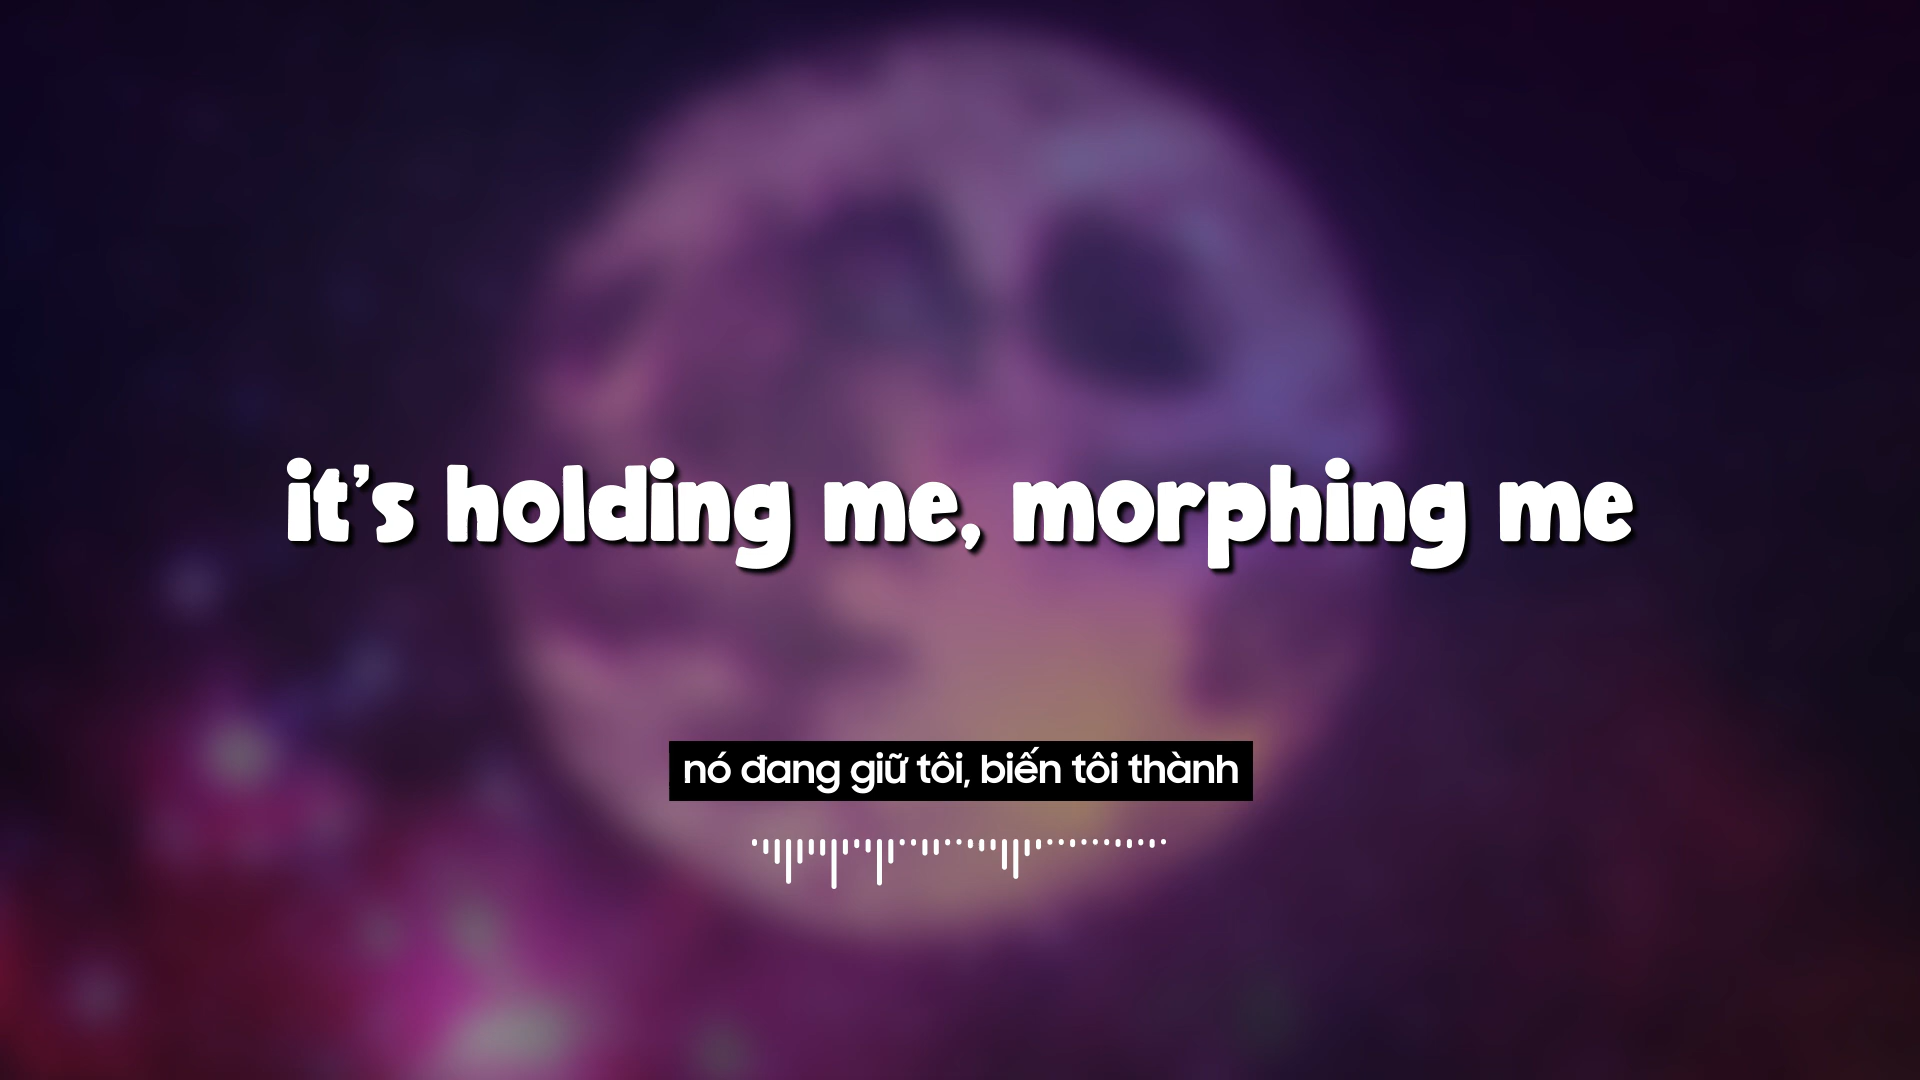 it's holding me, morphing me
nó đang giữ tôi, biến tôi thành